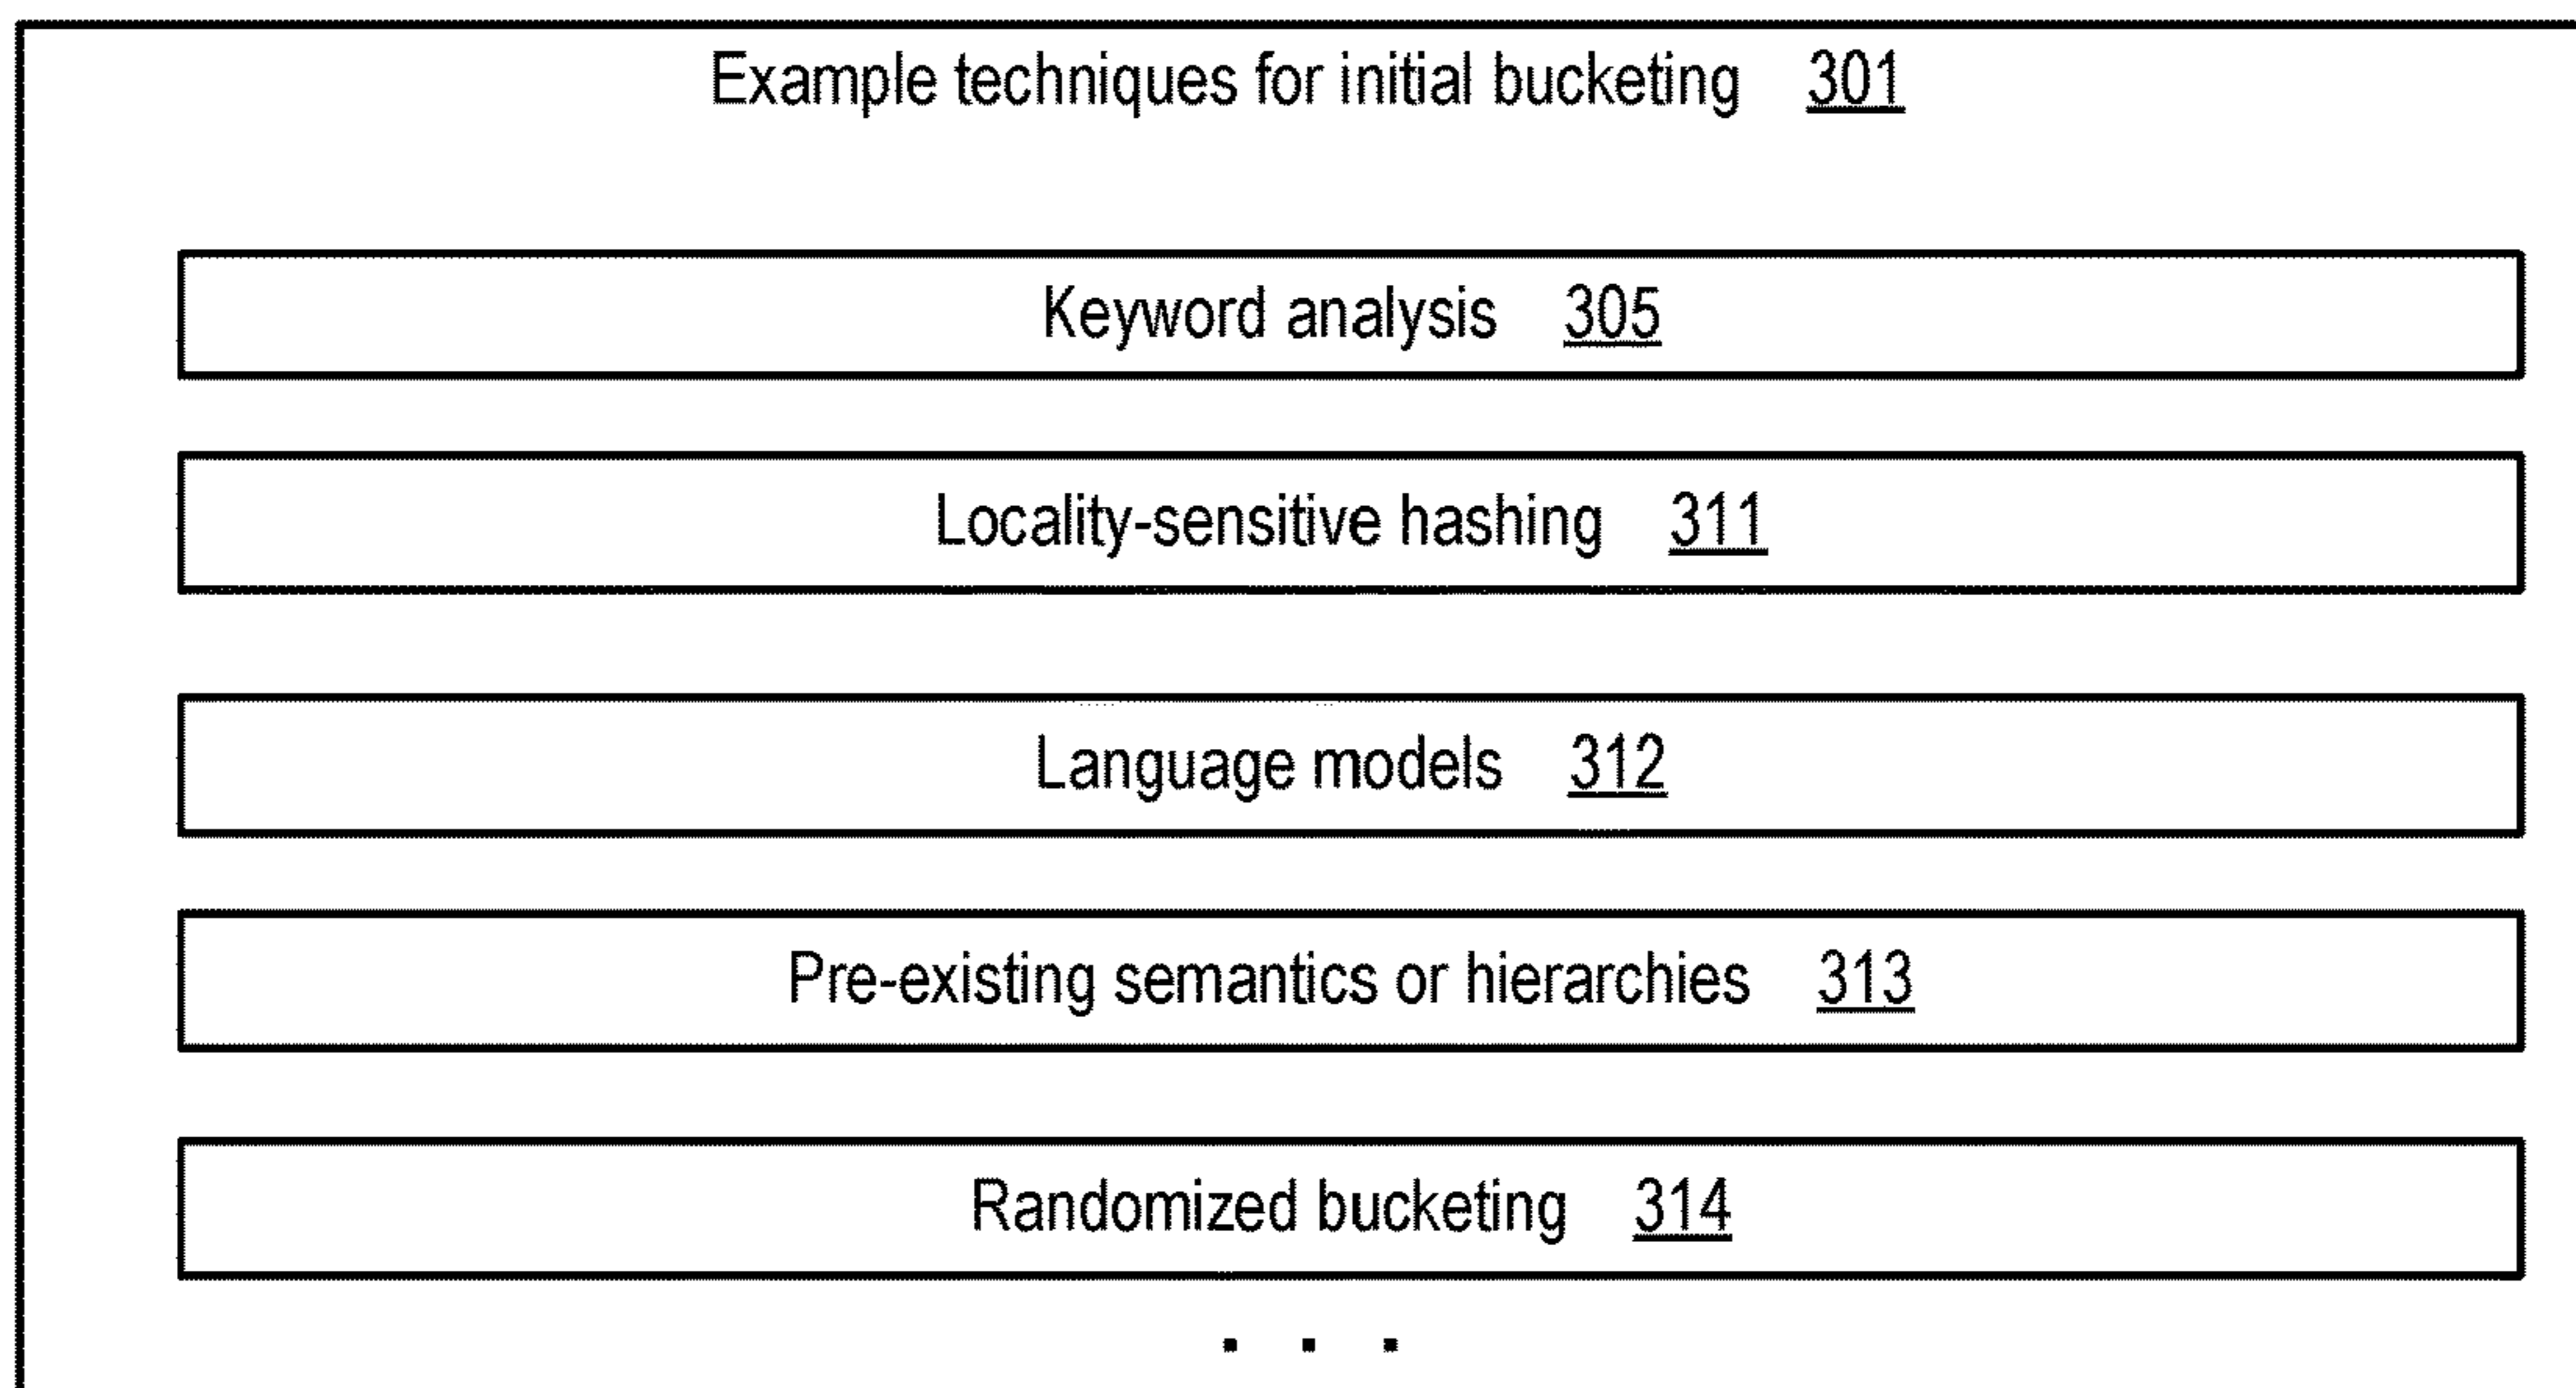 Example techniques for initial bucketing 301
Keyword analysis 305
Locality-sensitive hashing 311
Language models 312
Pre-existing semantics or hierarchies 313
Randomized bucketing 314
. . .